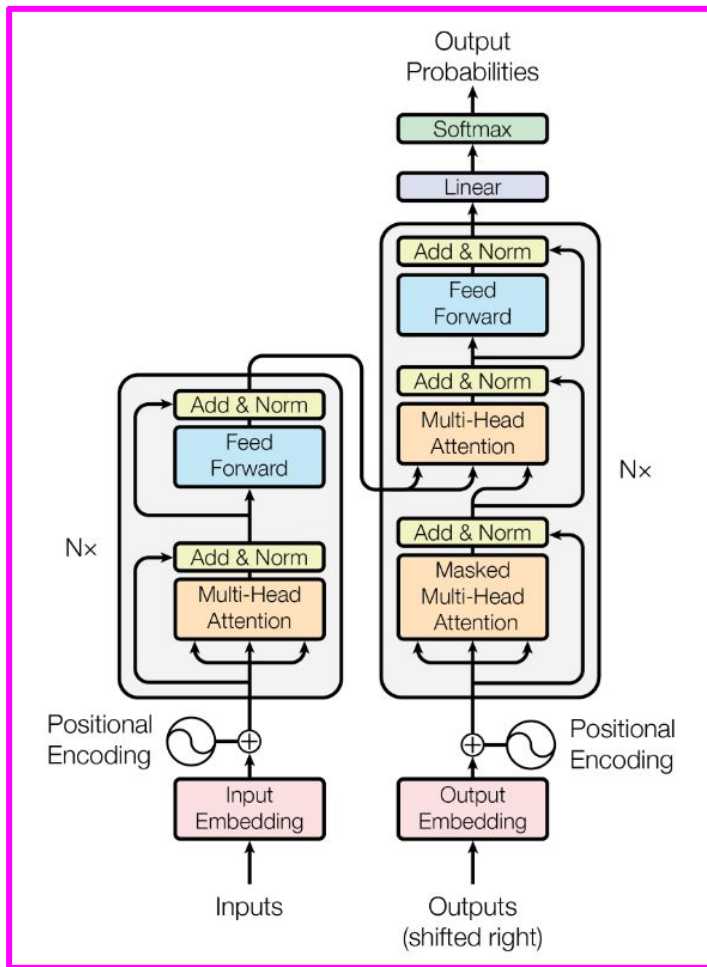 Output
Probabilities
Softmax
Linear
Add & Norm
Feed
Forward
Add & Norm
Multi-Head
Attention
Add & Norm
Masked
Multi-Head
Attention
Nx
Add & Norm
Feed
Forward
Add & Norm
Multi-Head
Attention
Nx
Positional
Encoding
Positional
Encoding
Input
Embedding
Output
Embedding
Inputs
Outputs
(shifted right)